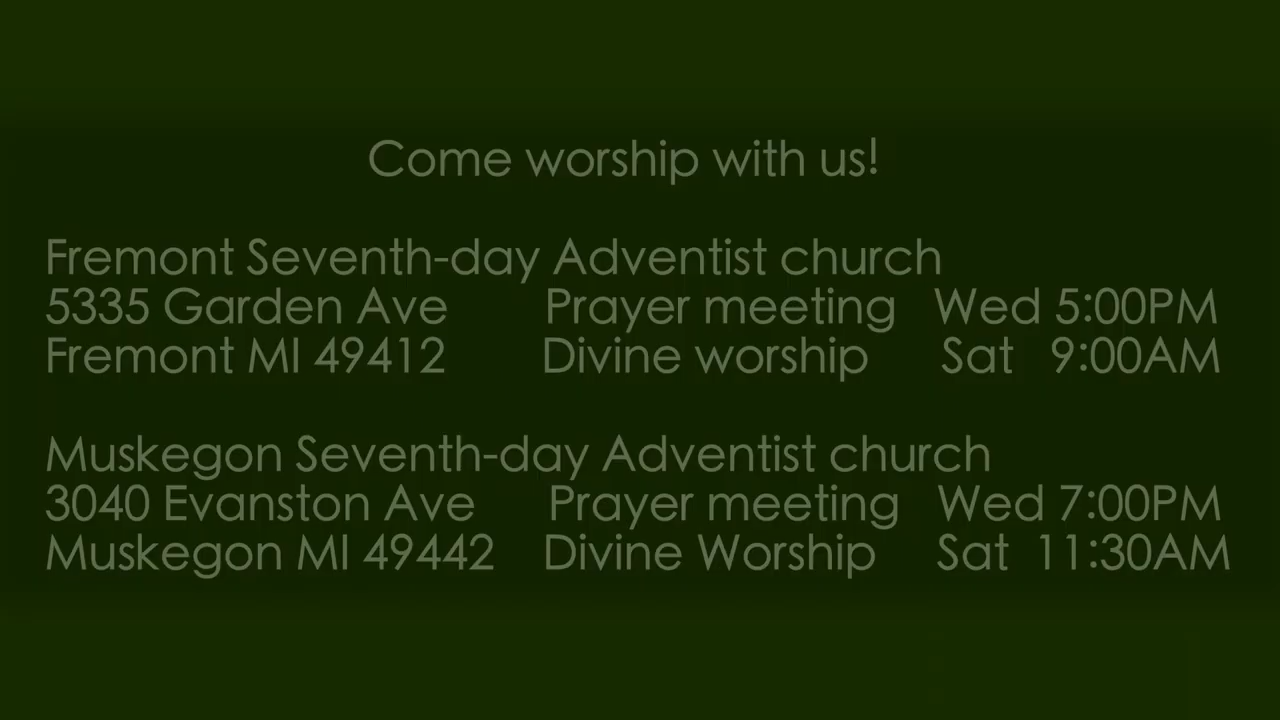 Come worship with us!
Fremont Seventh-day Adventist church
5335 Garden Ave Prayer meeting Wed 5:00PM
Fremont MI 49412 Divine worship Sat 9:00AM
Muskegon Seventh-day Adventist church
3040 Evanston Ave Prayer meeting Wed 7:00PM
Muskegon MI 49442 Divine Worship Sat 11:30AM